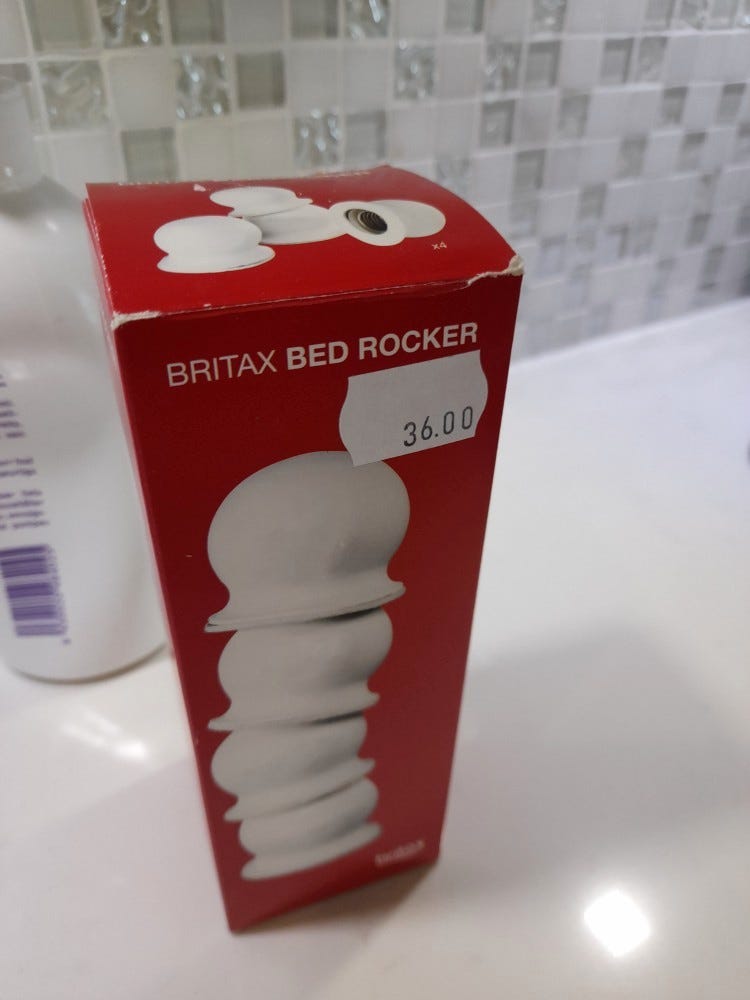 x4
BRITAX BED ROCKER
36.00